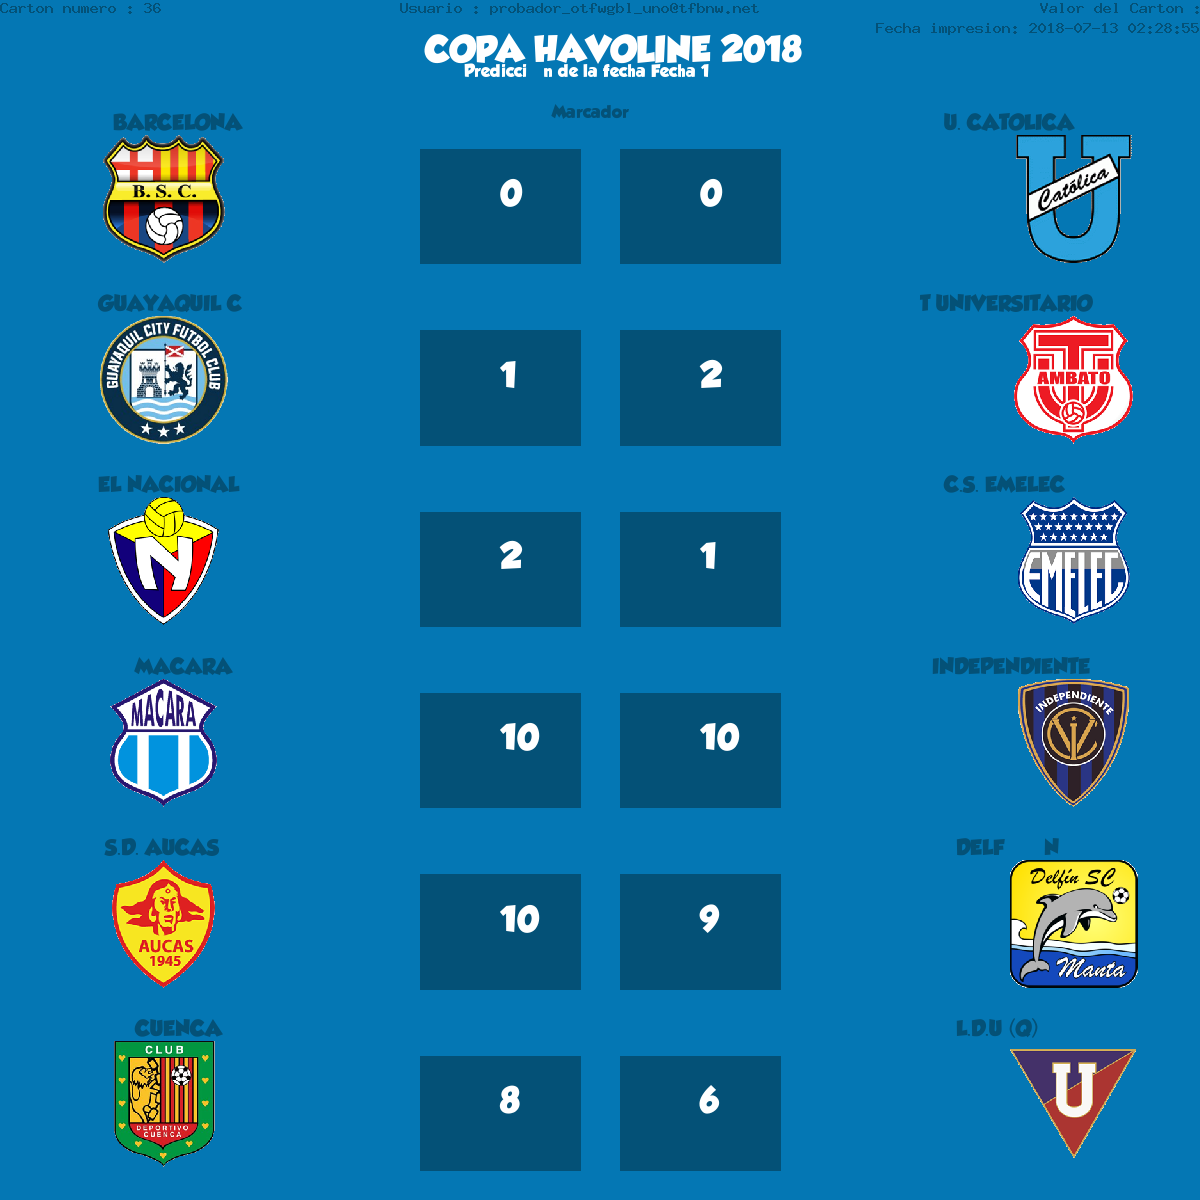 Carton numero : 36 Usuario : probador_otfwgbl_uno@tfbnw.net Valor del Carton :
Fecha impresion: 2018-07-13 02:28:55
COPA HAVOLINE 2018
Predicci n de la fecha Fecha 1
Marcador
BARCELONA U. CATOLICA
B. S. C. 0 0 Católica
GUAYAQUIL C T UNIVERSITARIO
GUAYAQUIL CITY FUTBOL CLUB 1 2 T AMBATO
EL NACIONAL C.S. EMELEC
N 2 1 EMELEC
MACARA INDEPENDIENTE
MACARA 10 10 INDEPENDIENTE
S.D. AUCAS DELF N
Delfín SC
AUCAS 10 9
1945 Manta
CUENCA L.D.U (Q)
CLUB
8 6 U
DEPORTIVO
CUENCA